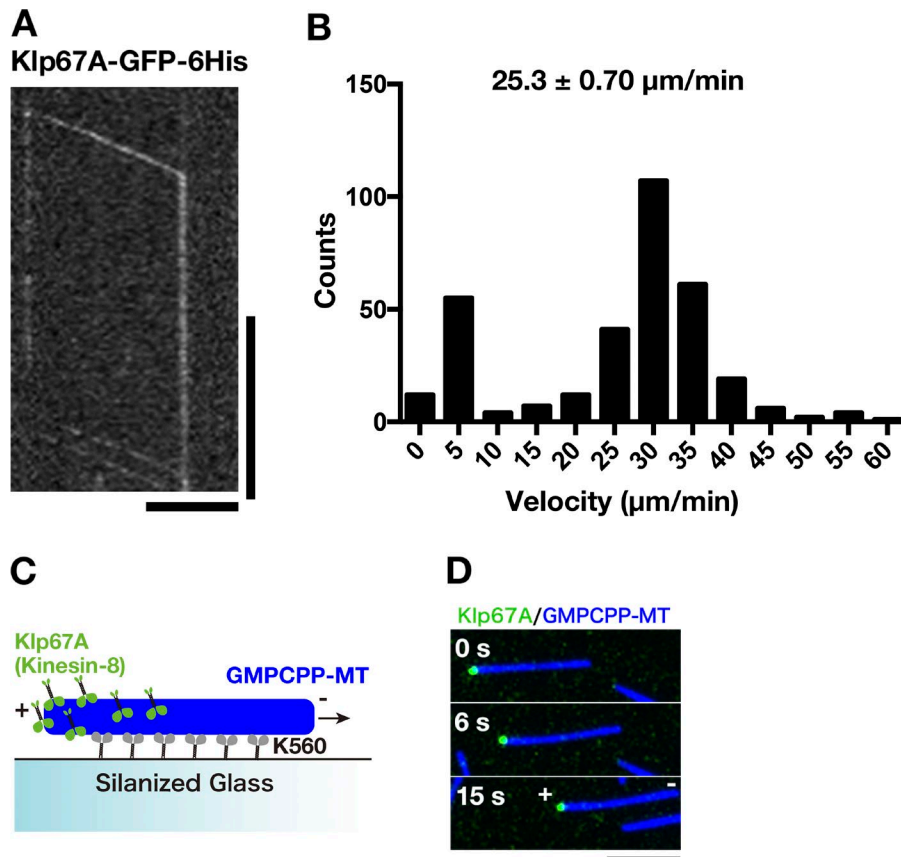 A
Klp67A-GFP-6His
B
25.3 ± 0.70 µm/min
150
100
50
0
Counts
0 5 10 15 20 25 30 35 40 45 50 55 60
Velocity (µm/min)
C
Klp67A
(Kinesin-8)
GMPCPP-MT
+
-
K560
Silanized Glass
D
Klp67A/GMPCPP-MT
0 s
6 s
15 s
+
-